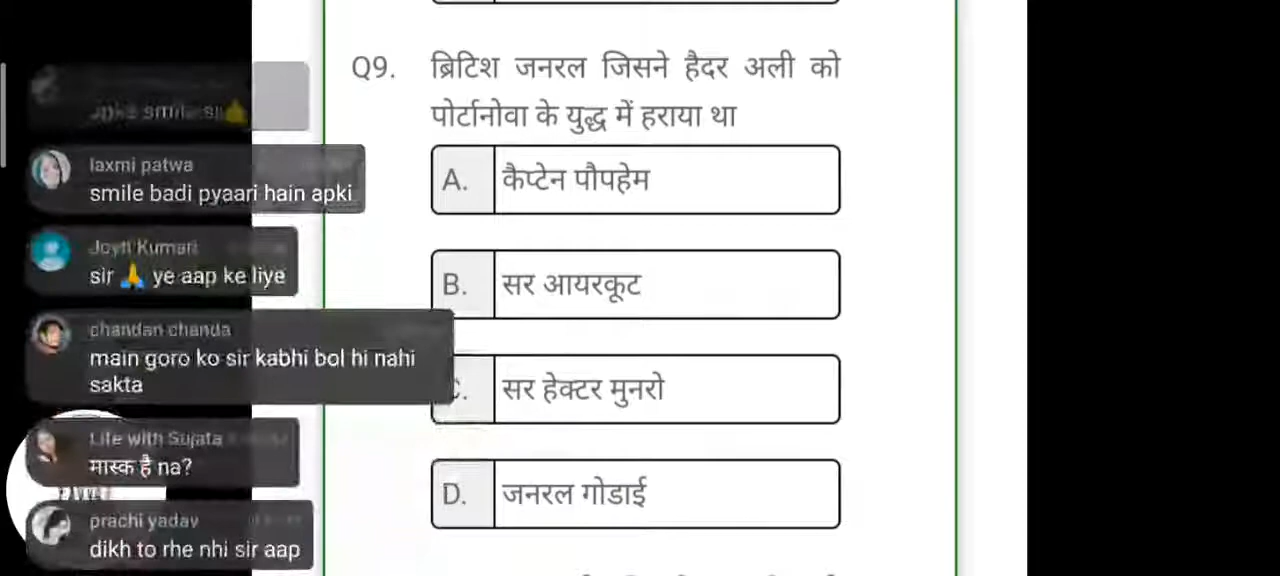 Q9. ब्रिटिश जनरल जिसने हैदर अली को
पोर्टानोवा के युद्ध में हराया था
A. कैप्टेन पौपहेम
B. सर आयरकूट
C. सर हेक्टर मुनरो
D. जनरल गोडाई
laxmi patwa
smile badi pyaari hain apki
Joyti Kumari
sir 🙏 ye aap ke liye
chandan chanda
main goro ko sir kabhi bol hi nahi
sakta
Life with Sujata
मास्क है na?
prachi yadav
dikh to rhe nhi sir aap